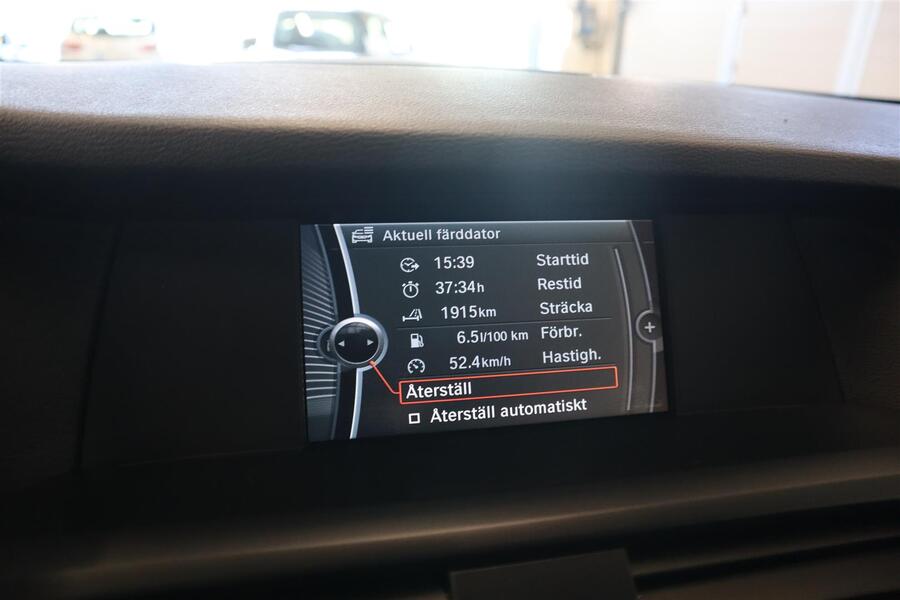 Aktuell färddator
15:39 Starttid
37:34h Restid
1915km Sträcka
6.5l/100 km Förbr.
52.4km/h Hastigh.
Återställ
Återställ automatiskt